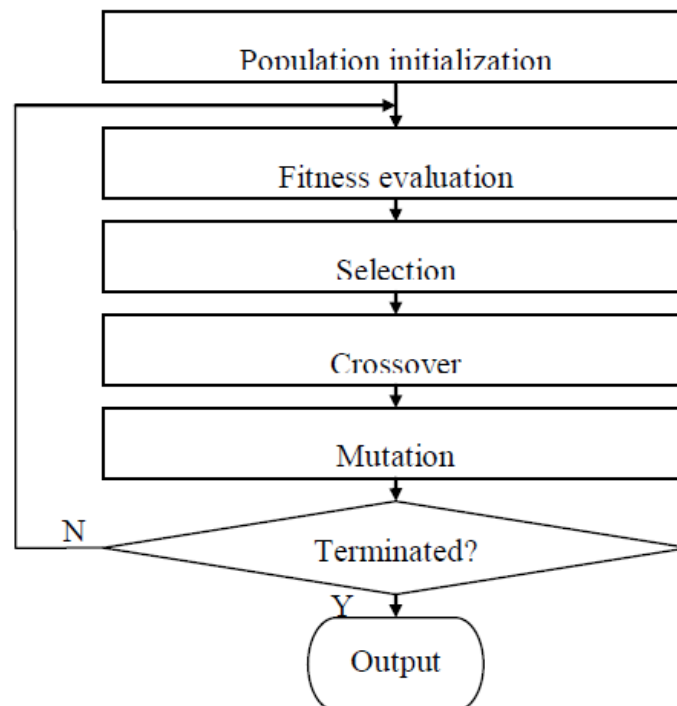 Population initialization
Fitness evaluation
Selection
Crossover
Mutation
N
Terminated?
Y
Output